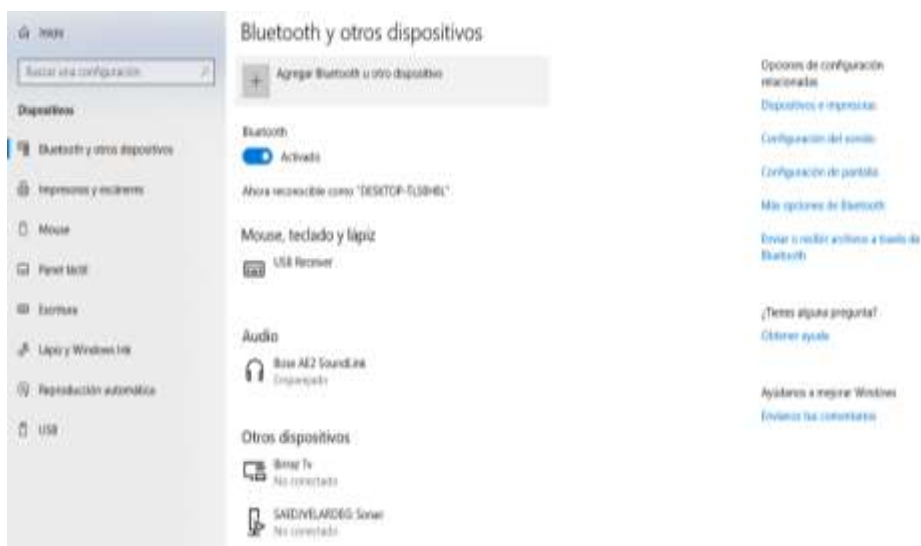 Inicio
Buscar una configuración
Dispositivos
Bluetooth y otros dispositivos
Impresoras y escáneres
Mouse
Panel táctil
Escritura
Lápiz y Windows Ink
Reproducción automática
USB
Bluetooth y otros dispositivos
Agregar Bluetooth u otro dispositivo
Bluetooth
Activado
Ahora reconocible como
Mouse, teclado y lápiz
USB Receiver
Audio
Bose AE2 SoundLink
Emparejado
Otros dispositivos
Tv
No conectado
Sonar
No conectado
Opciones de configuración
relacionadas
Dispositivos e impresoras
Configuración del sonido
Configuración de pantalla
Más opciones de Bluetooth
Enviar o recibir archivos a través de
Bluetooth
¿Tienes alguna pregunta?
Obtener ayuda
Ayúdanos a mejorar Windows
Envíanos tus comentarios